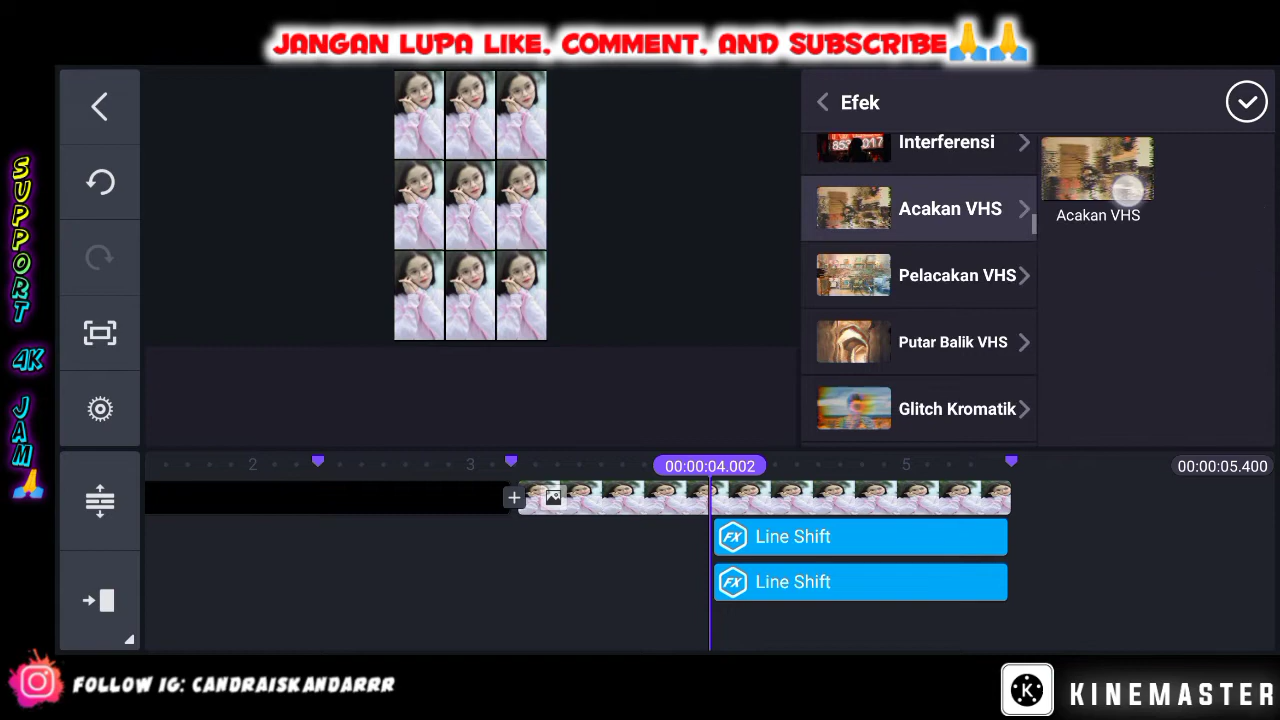 JANGAN LUPA LIKE, COMMENT, AND SUBSCRIBE🙏🙏
SUPPORT 4K JAM🙏
Efek
Interferensi
Acakan VHS
Pelacakan VHS
Putar Balik VHS
Glitch Kromatik
Acakan VHS
2
3
00:00:04.002
5
00:00:05.400
FX Line Shift
FX Line Shift
FOLLOW IG: CANDRAISKANDARRR
K KINEMASTER